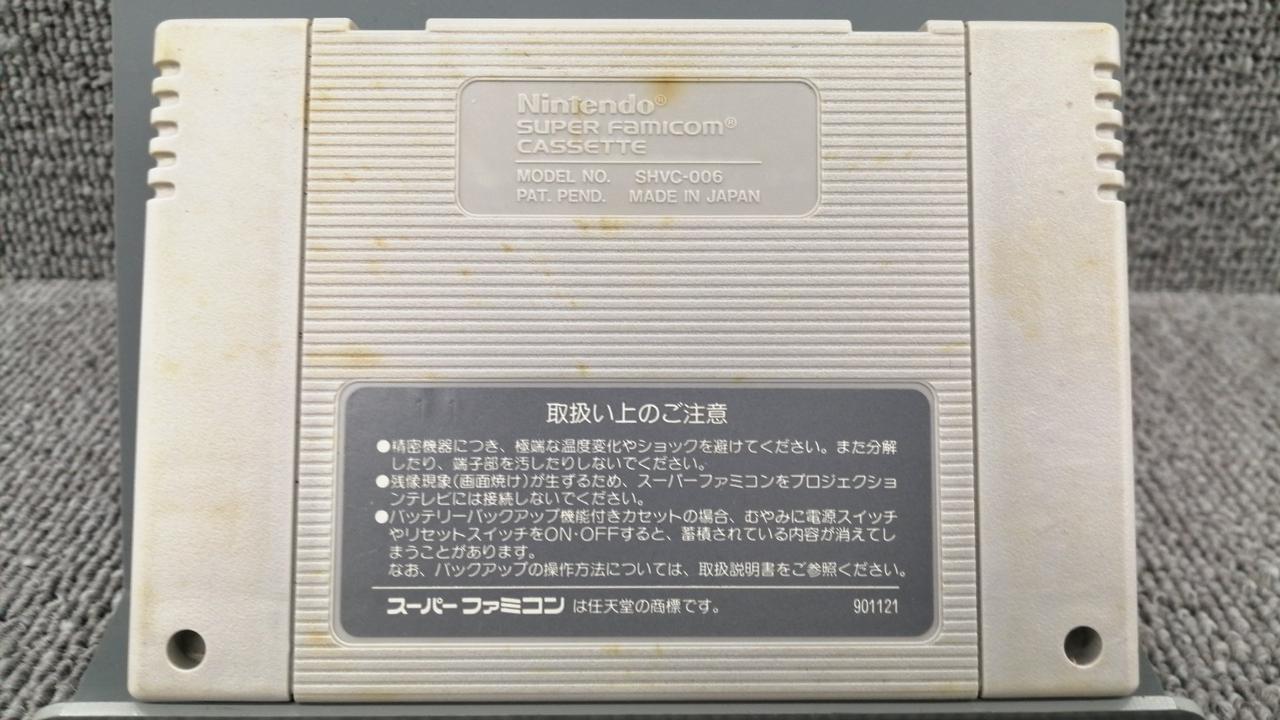 Nintendo®
SUPER FAMICOM®
CASSETTE
MODEL NO. SHVC-006
PAT. PEND. MADE IN JAPAN
取扱い上のご注意
●精密機器につき、極端な温度変化やショックを避けてください。また分解
したり、端子部を汚したりしないでください。
●残像現象(画面焼け)が生ずるため、スーパーファミコンをプロジェクショ
ンテレビには接続しないでください。
●バッテリーバックアップ機能付きカセットの場合、むやみに電源スイッチ
やリセットスイッチをON・OFFすると、蓄積されている内容が消えてし
まうことがあります。
なお、バックアップの操作方法については、取扱説明書をご参照ください。
スーパーファミコン は任天堂の商標です。 901121